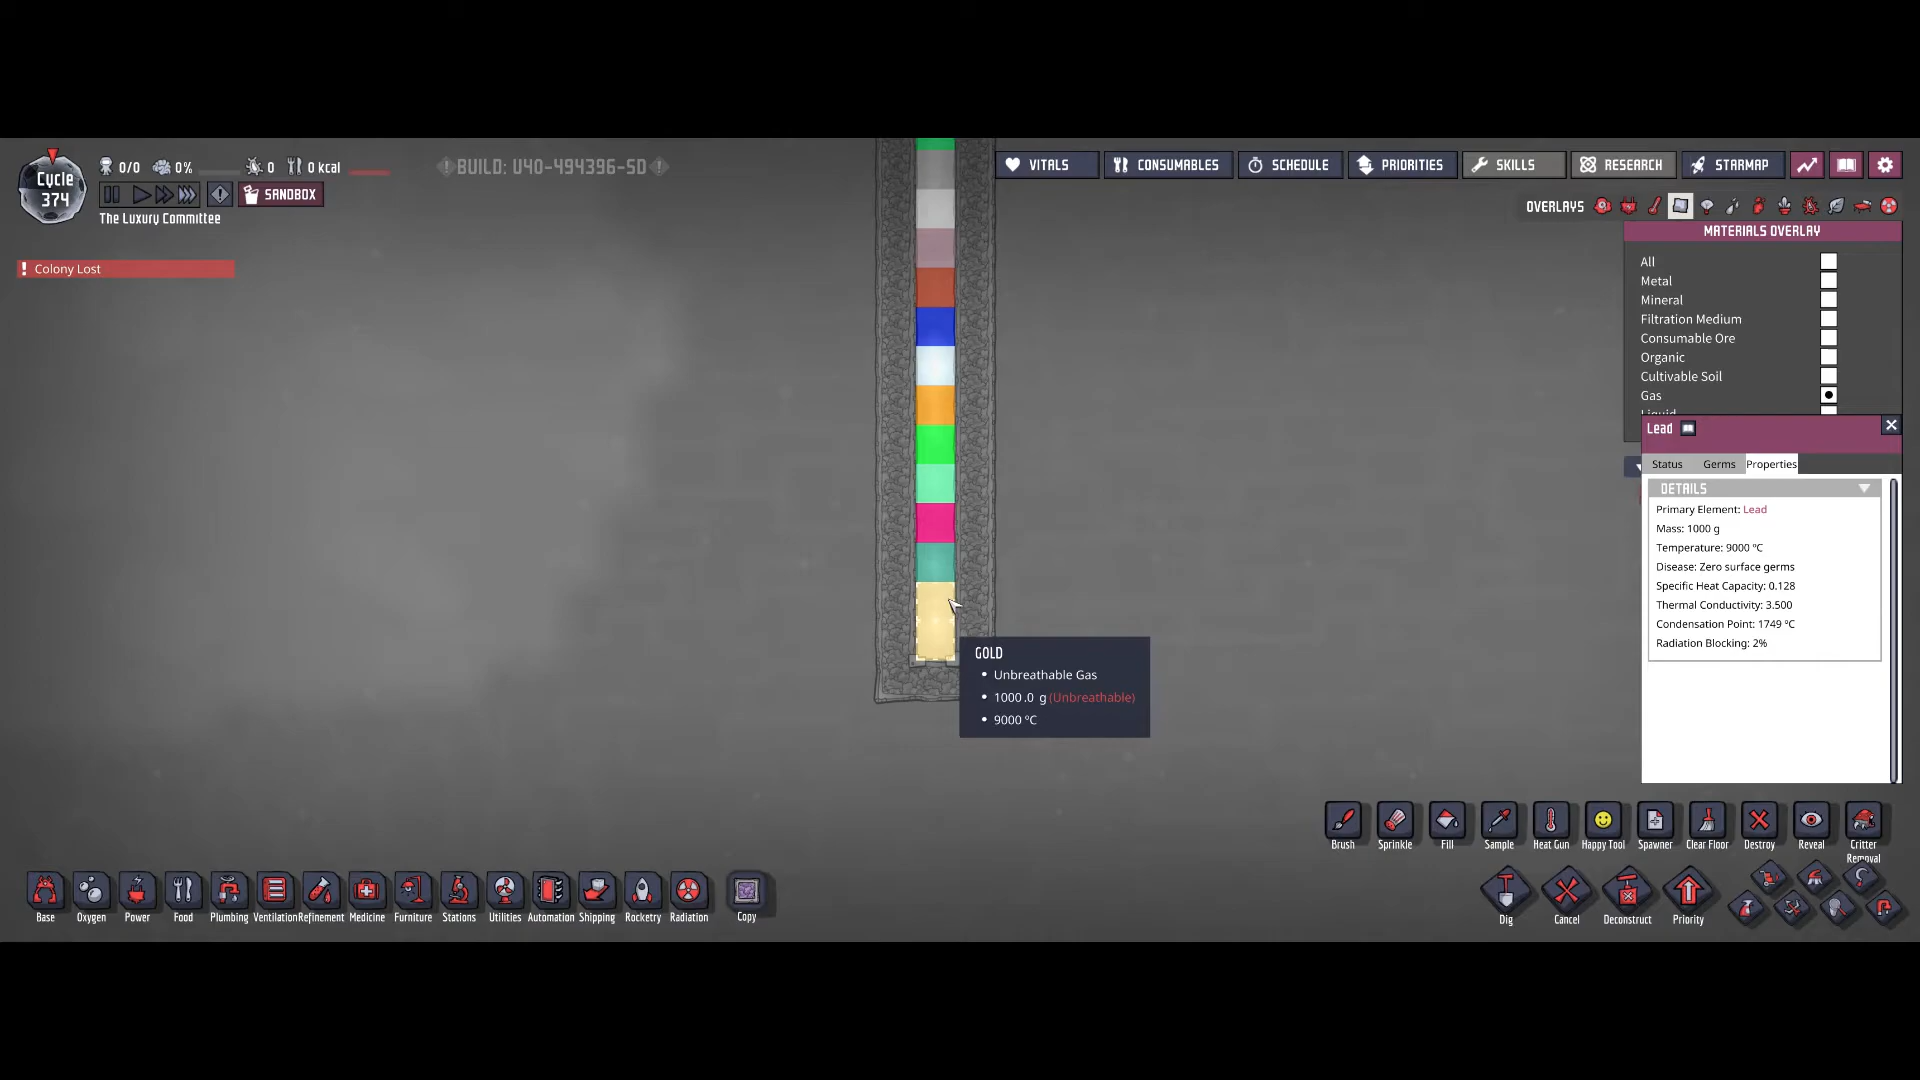 Cycle
374
0/0
0%
0
0 kcal
BUILD: U40-494396-SD
SANDBOX
The Luxury Committee
! Colony Lost
VITALS
CONSUMABLES
SCHEDULE
PRIORITIES
SKILLS
RESEARCH
STARMAP
OVERLAYS
MATERIALS OVERLAY
All
Metal
Mineral
Filtration Medium
Consumable Ore
Organic
Cultivable Soil
Gas
Liquid
Lead
Status
Germs
Properties
DETAILS
Primary Element: Lead
Mass: 1000 g
Temperature: 9000 °C
Disease: Zero surface germs
Specific Heat Capacity: 0.128
Thermal Conductivity: 3.500
Condensation Point: 1749 °C
Radiation Blocking: 2%
GOLD
• Unbreathable Gas
• 1000.0 g (Unbreathable)
• 9000 °C
Brush
Sprinkle
Fill
Sample
Heat Gun
Happy Tool
Spawner
Clear Floor
Destroy
Reveal
Critter Removal
Base
Oxygen
Power
Food
Plumbing
Ventilation
Refinement
Medicine
Furniture
Stations
Utilities
Automation
Shipping
Rocketry
Radiation
Copy
Dig
Cancel
Deconstruct
Priority